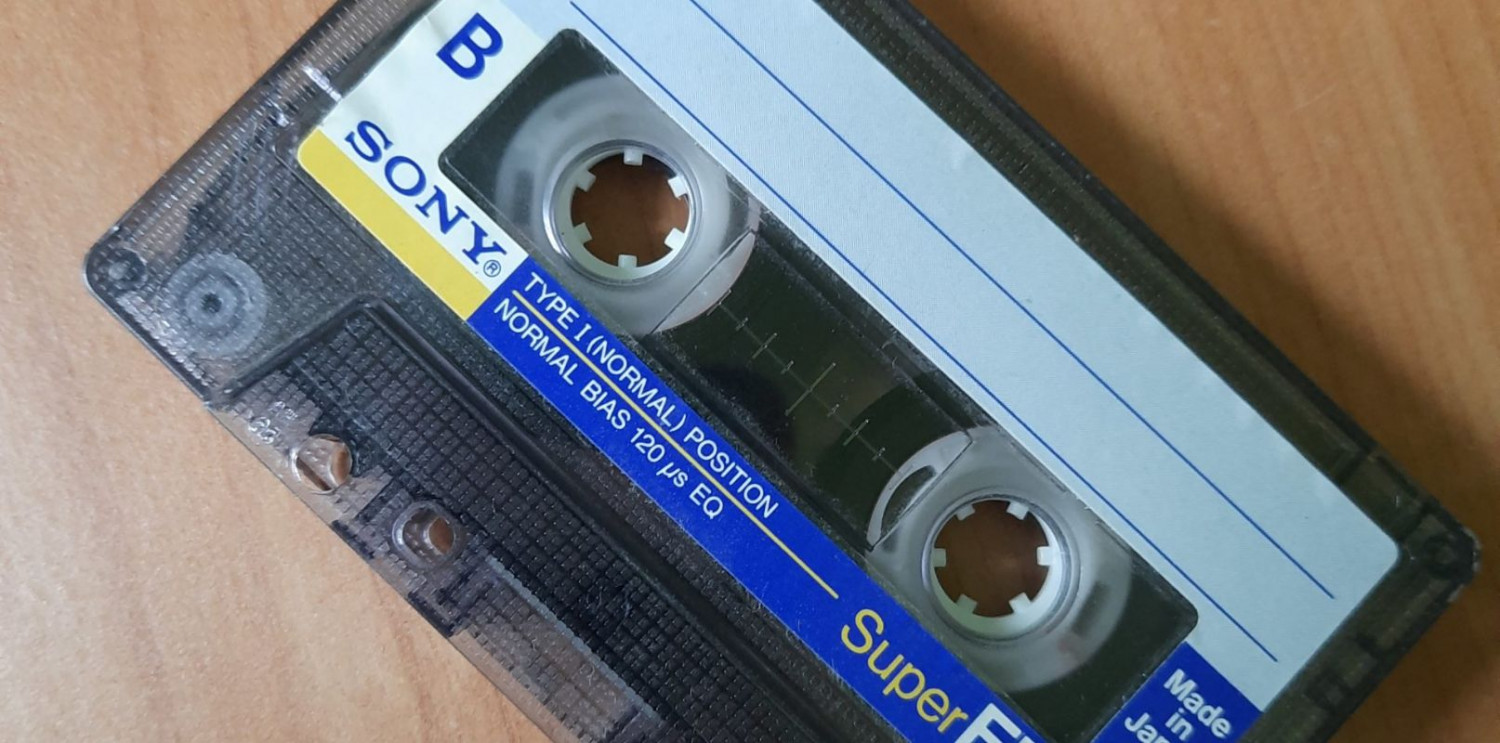 B
SONY®
TYPE I (NORMAL) POSITION
NORMAL BIAS 120 µs EQ
Super
Made
in